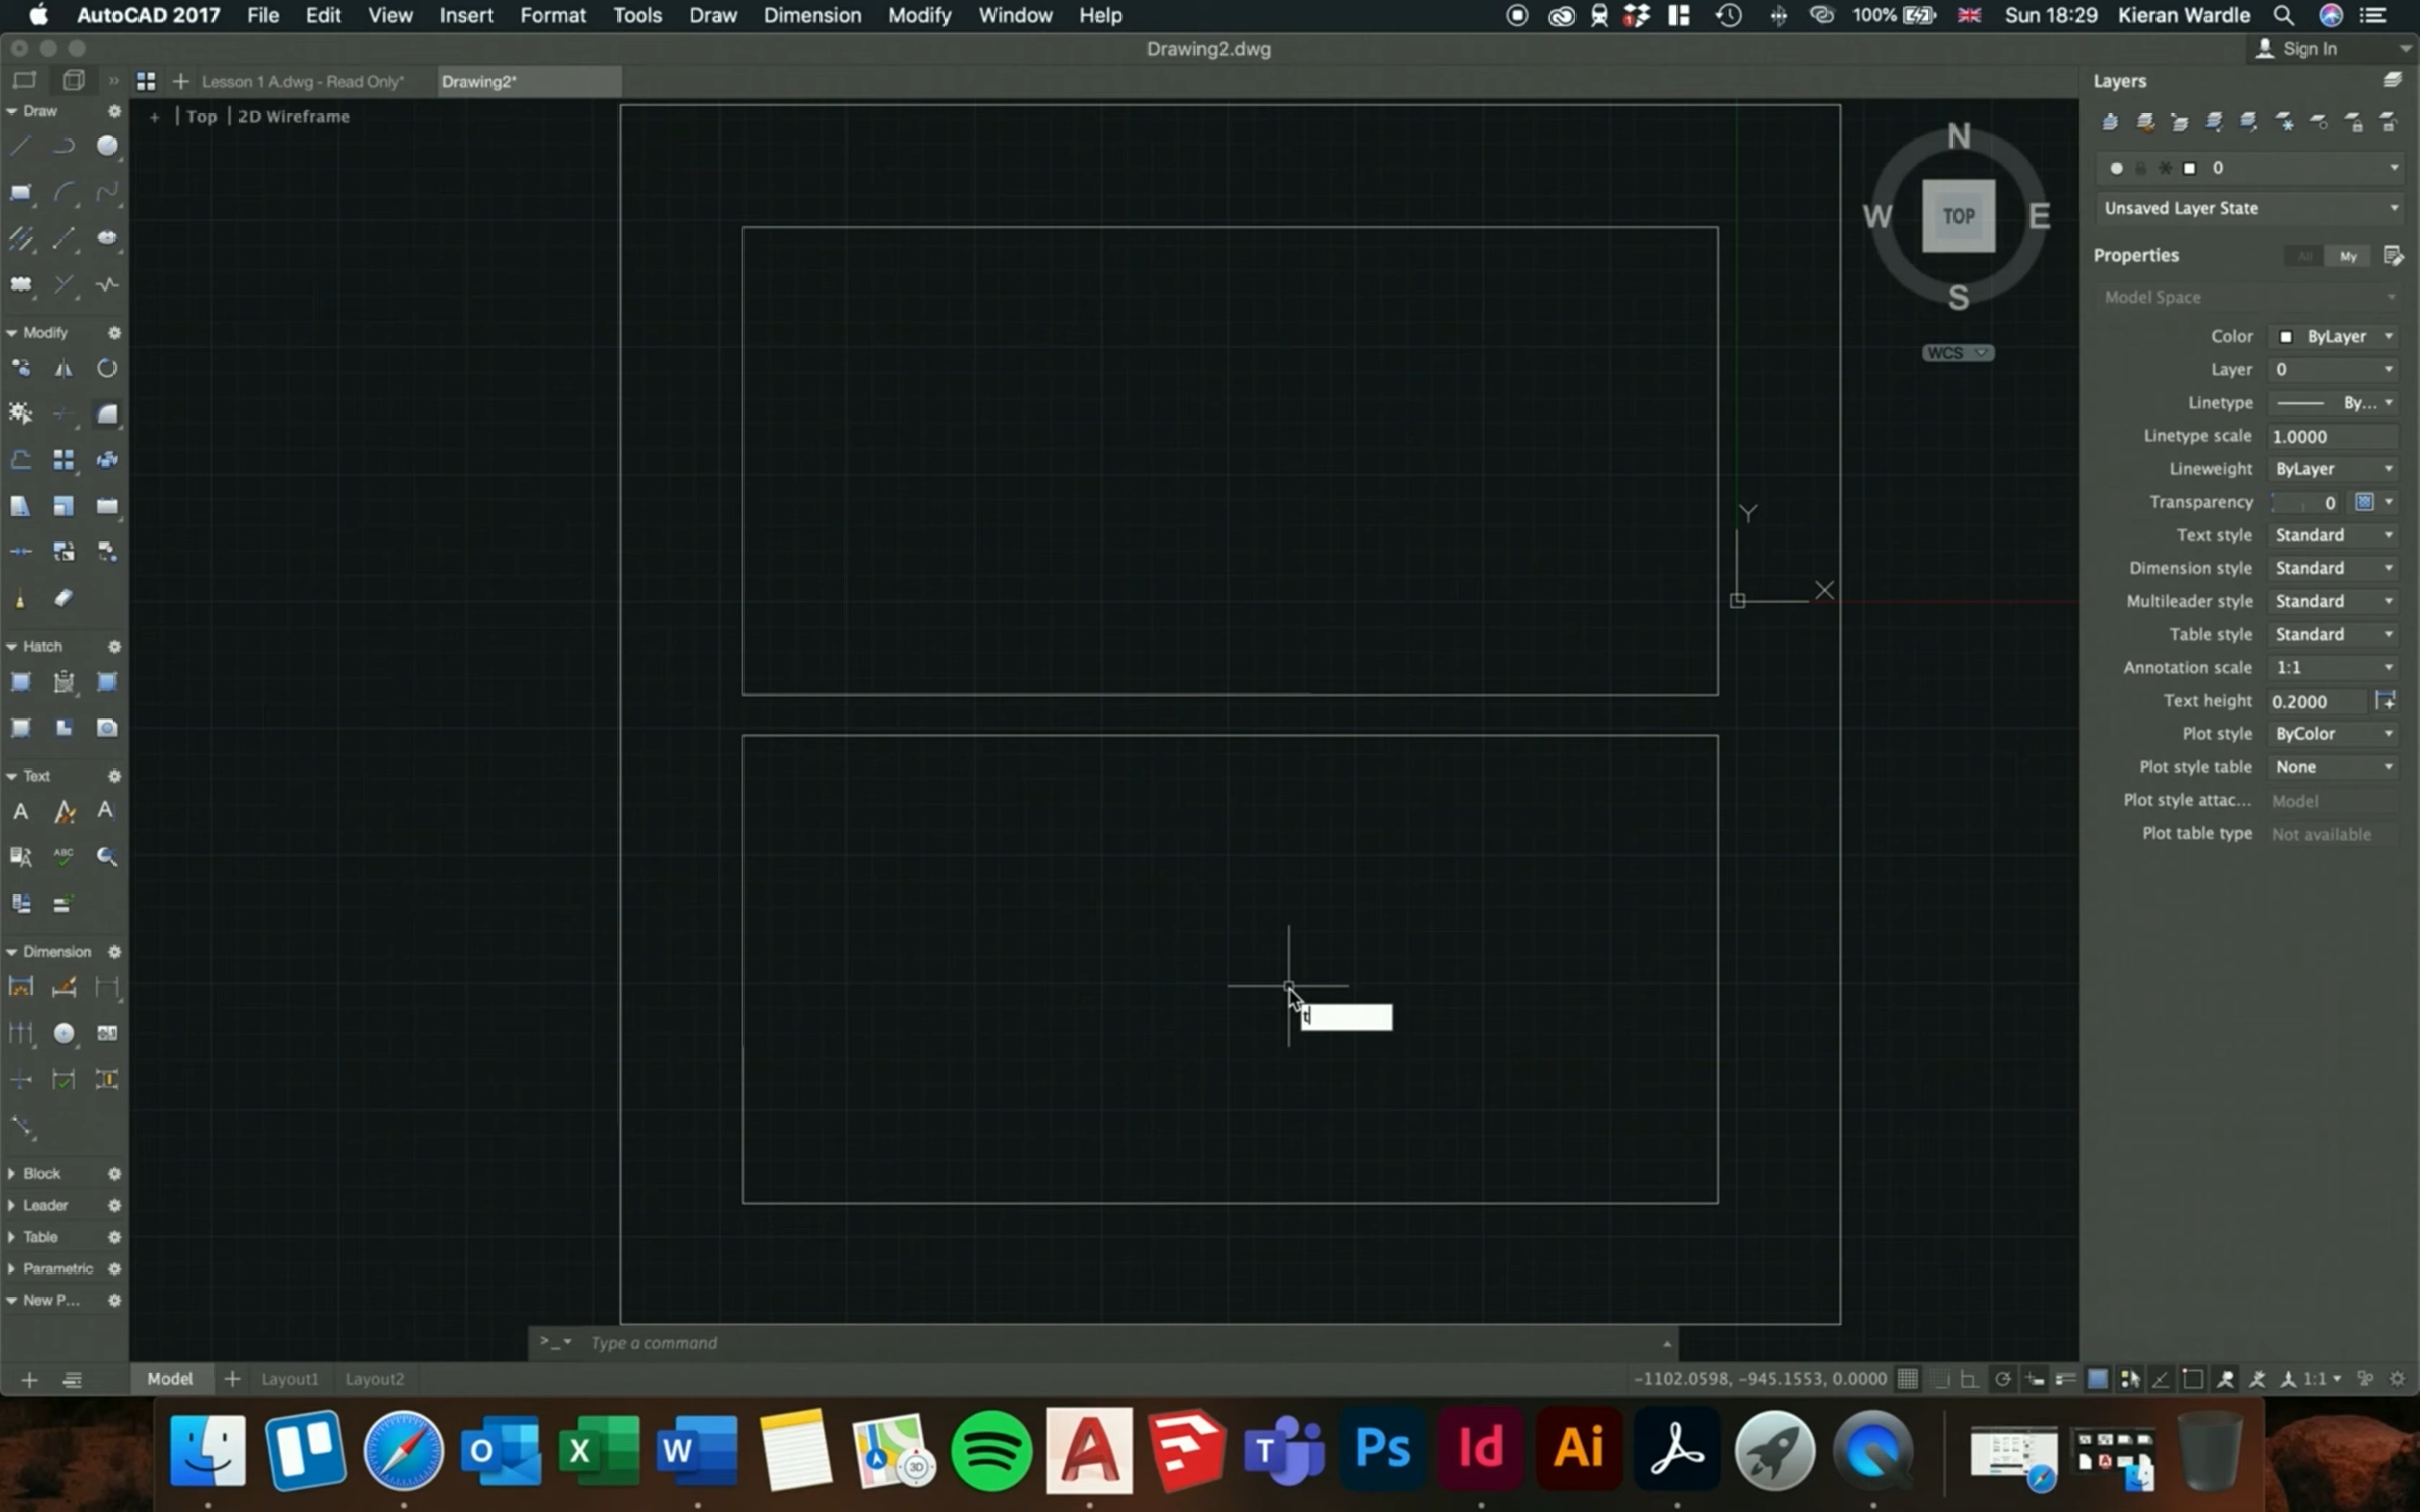 AutoCAD 2017 File Edit View Insert Format Tools Draw Dimension Modify Window Help 100% Sun 18:29 Kieran Wardle
Drawing2.dwg Sign In
Lesson 1 A.dwg - Read Only* Drawing2*
+ | Top | 2D Wireframe
Draw
Modify
Hatch
Text
A A A
ABC
Dimension
Block
Leader
Table
Parametric
New P...
N
W TOP E
S
WCS
Y
X
t
>_ Type a command
Layers
0
Unsaved Layer State
Properties All My
Model Space
Color ByLayer
Layer 0
Linetype By...
Linetype scale 1.0000
Lineweight ByLayer
Transparency 0
Text style Standard
Dimension style Standard
Multileader style Standard
Table style Standard
Annotation scale 1:1
Text height 0.2000
Plot style ByColor
Plot style table None
Plot style attac... Model
Plot table type Not available
Model + Layout1 Layout2 -1102.0598, -945.1553, 0.0000 1:1
O X W 3D T Ps Id Ai